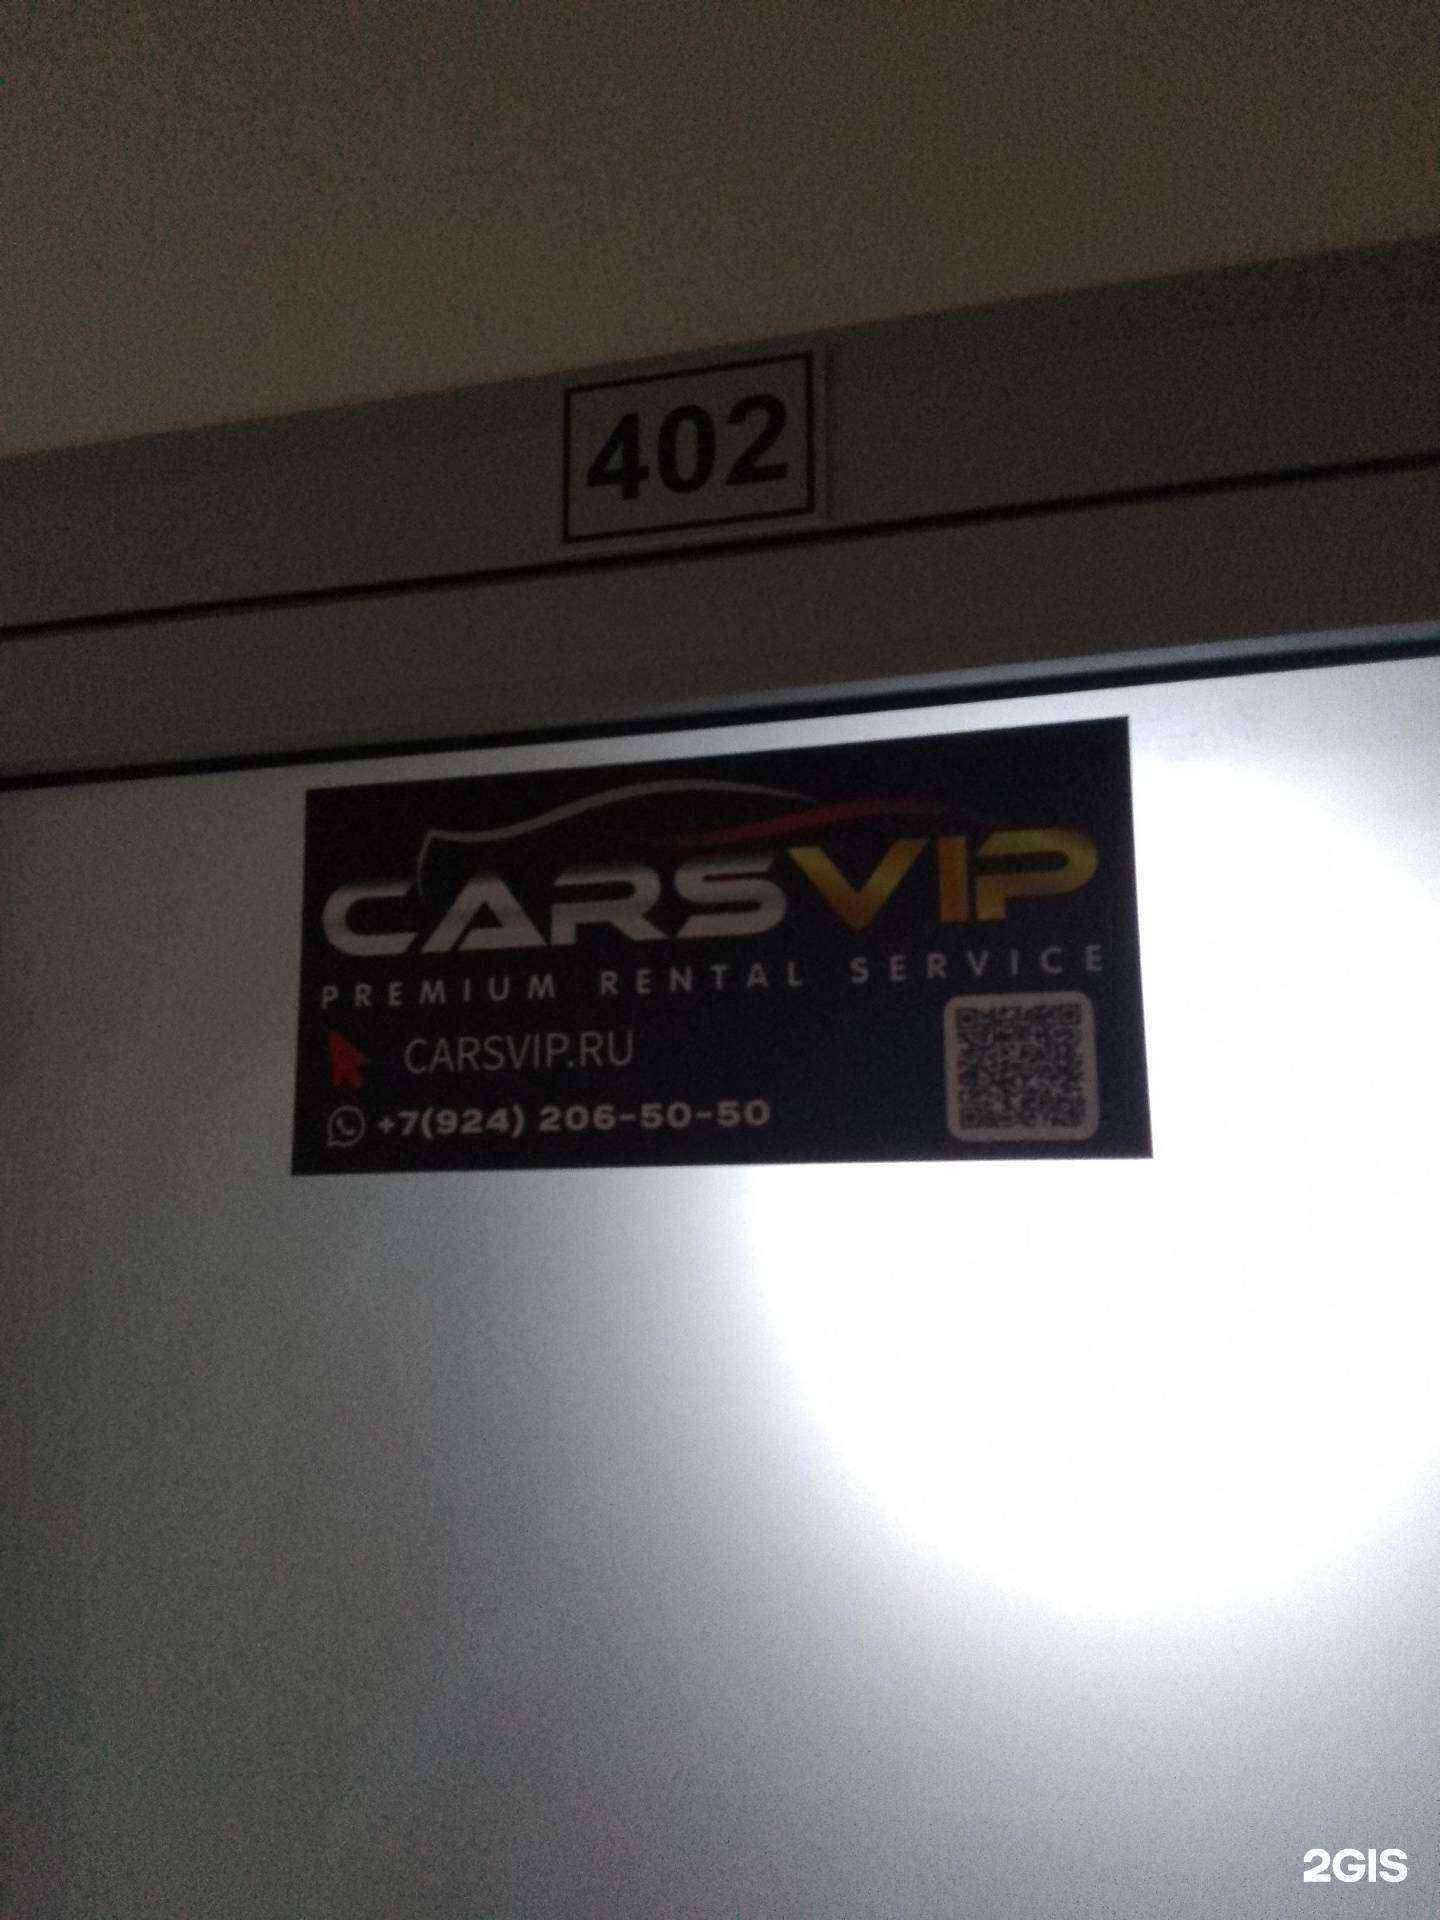 402
CARSVIP
PREMIUM RENTAL SERVICE
CARSVIP.RU
+7(924) 206-50-50
2GIS